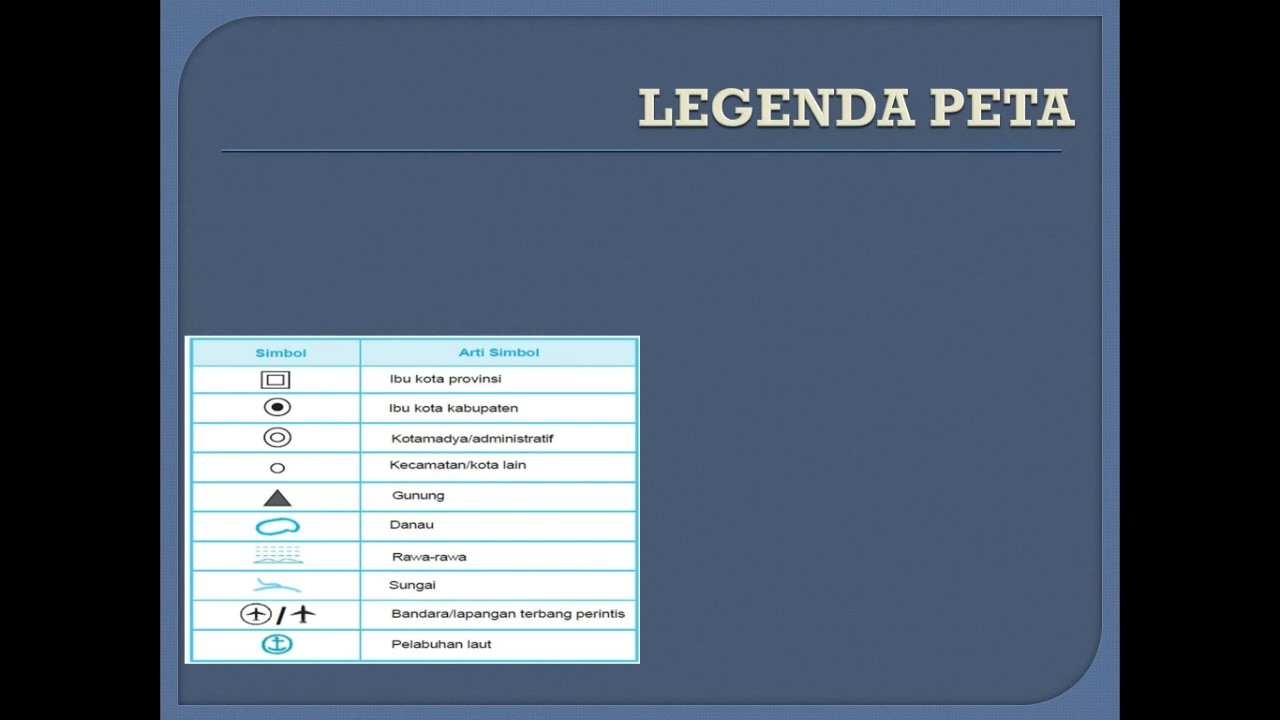 LEGENDA PETA
Simbol Arti Simbol
Ibu kota provinsi
Ibu kota kabupaten
Kotamadya/administratif
Kecamatan/kota lain
Gunung
Danau
Rawa-rawa
Sungai
/ Bandara/lapangan terbang perintis
Pelabuhan laut